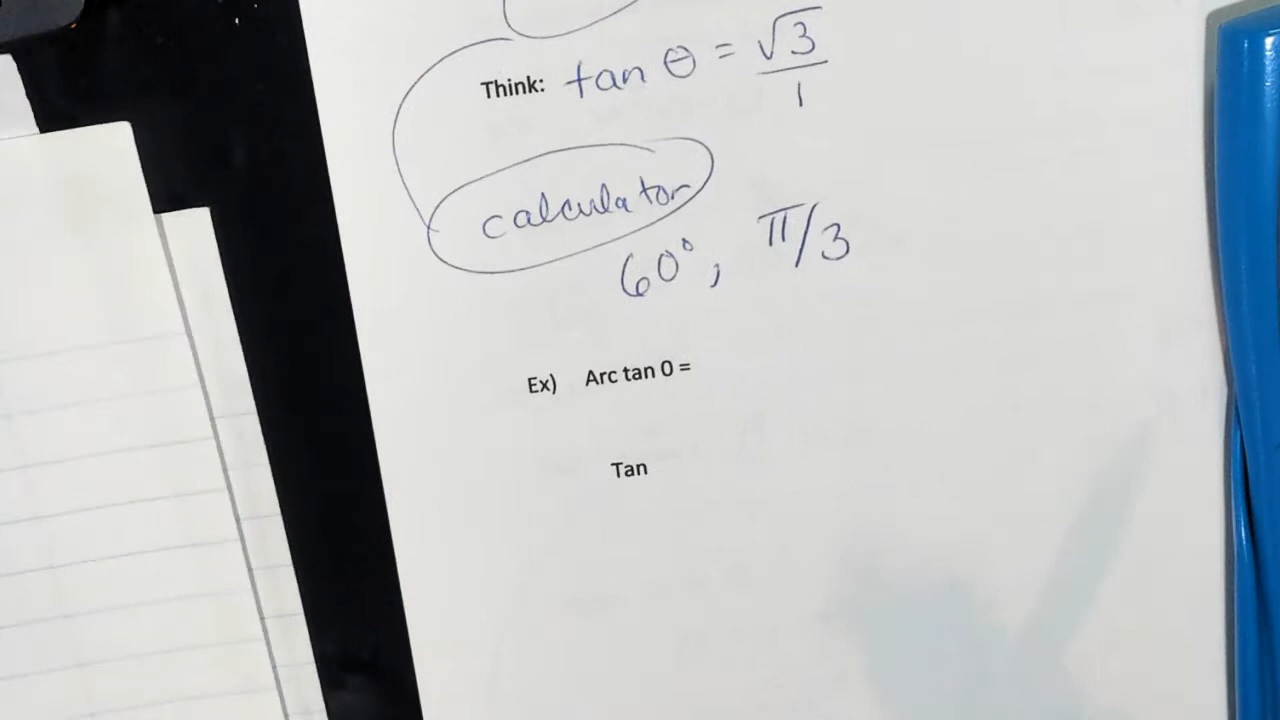 Think: tan θ = √3/1
calculator
60°, π/3
Ex) Arc tan 0 =
Tan